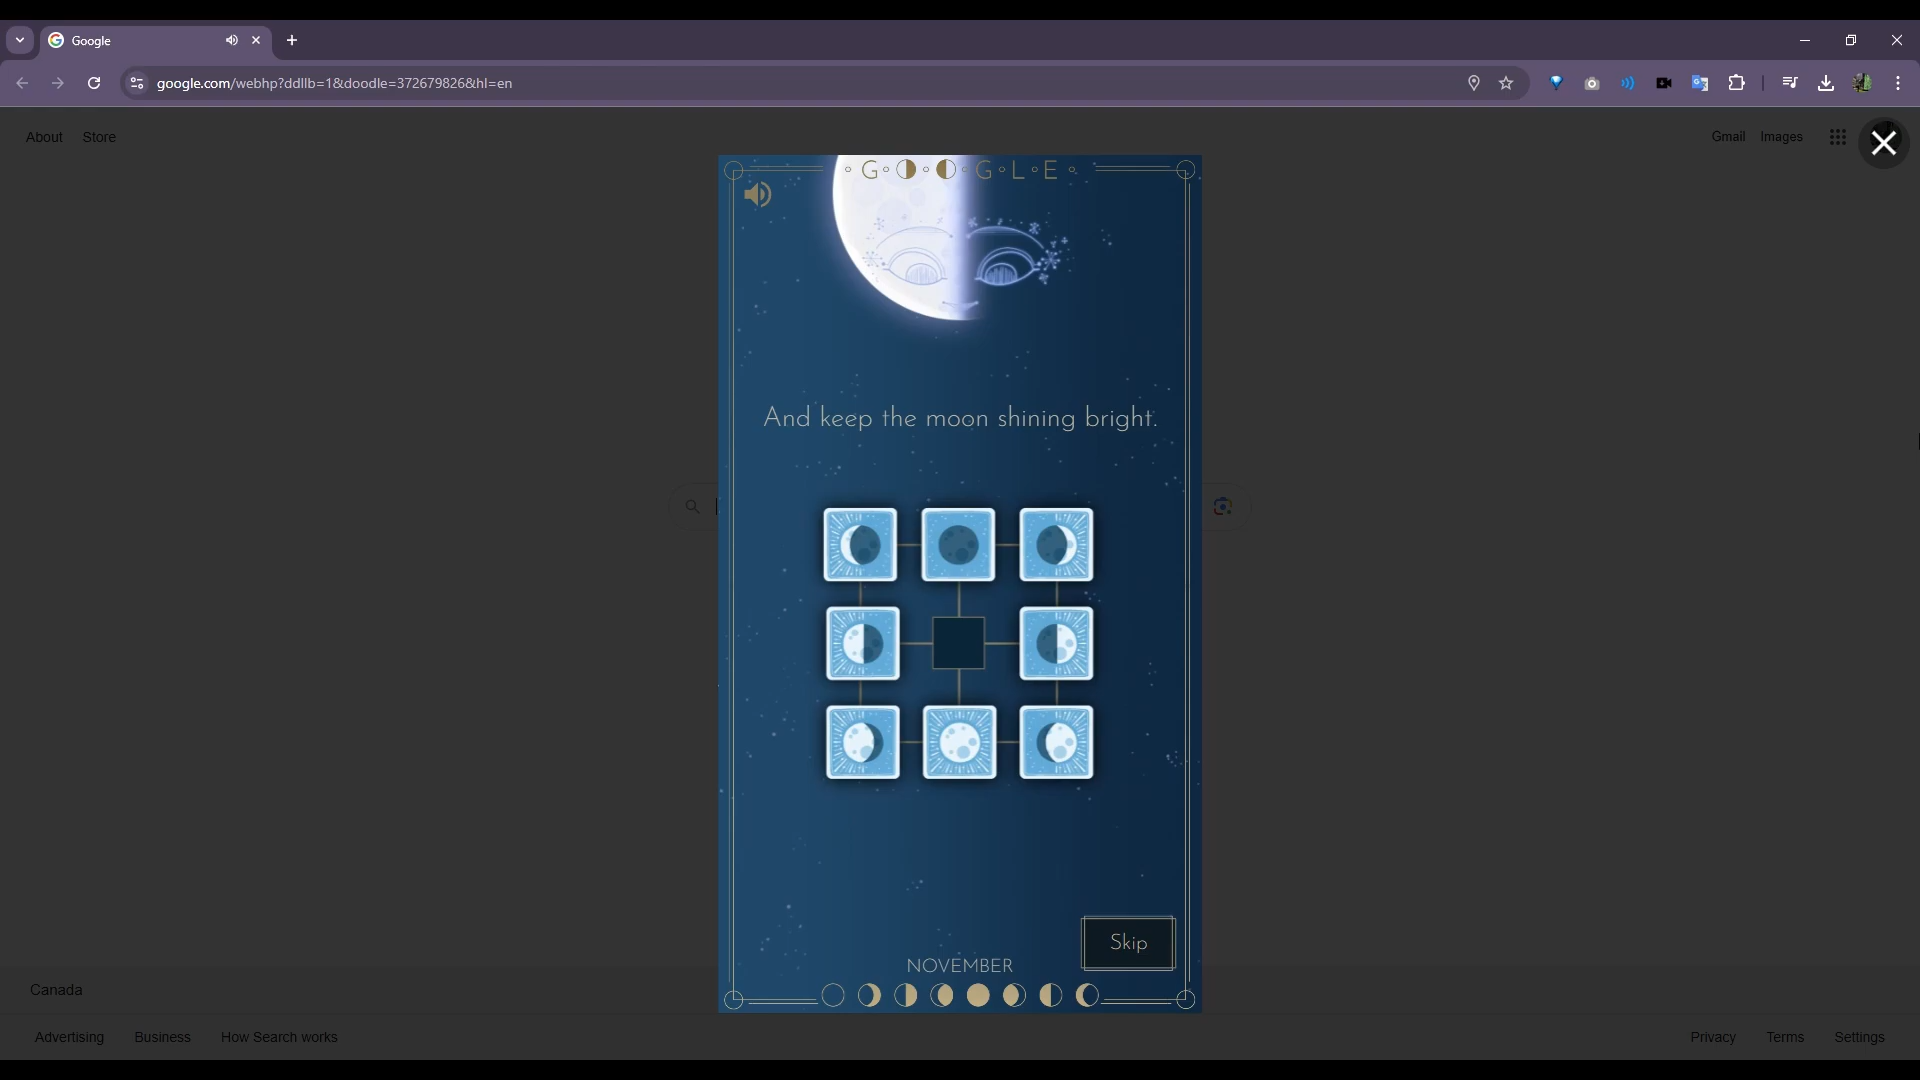 Google
google.com/webhp?ddllb=1&doodle=372679826&hl=en
About Store
Gmail Images
G L E
And keep the moon shining bright.
Skip
NOVEMBER
Canada
Advertising Business How Search works
Privacy Terms Settings